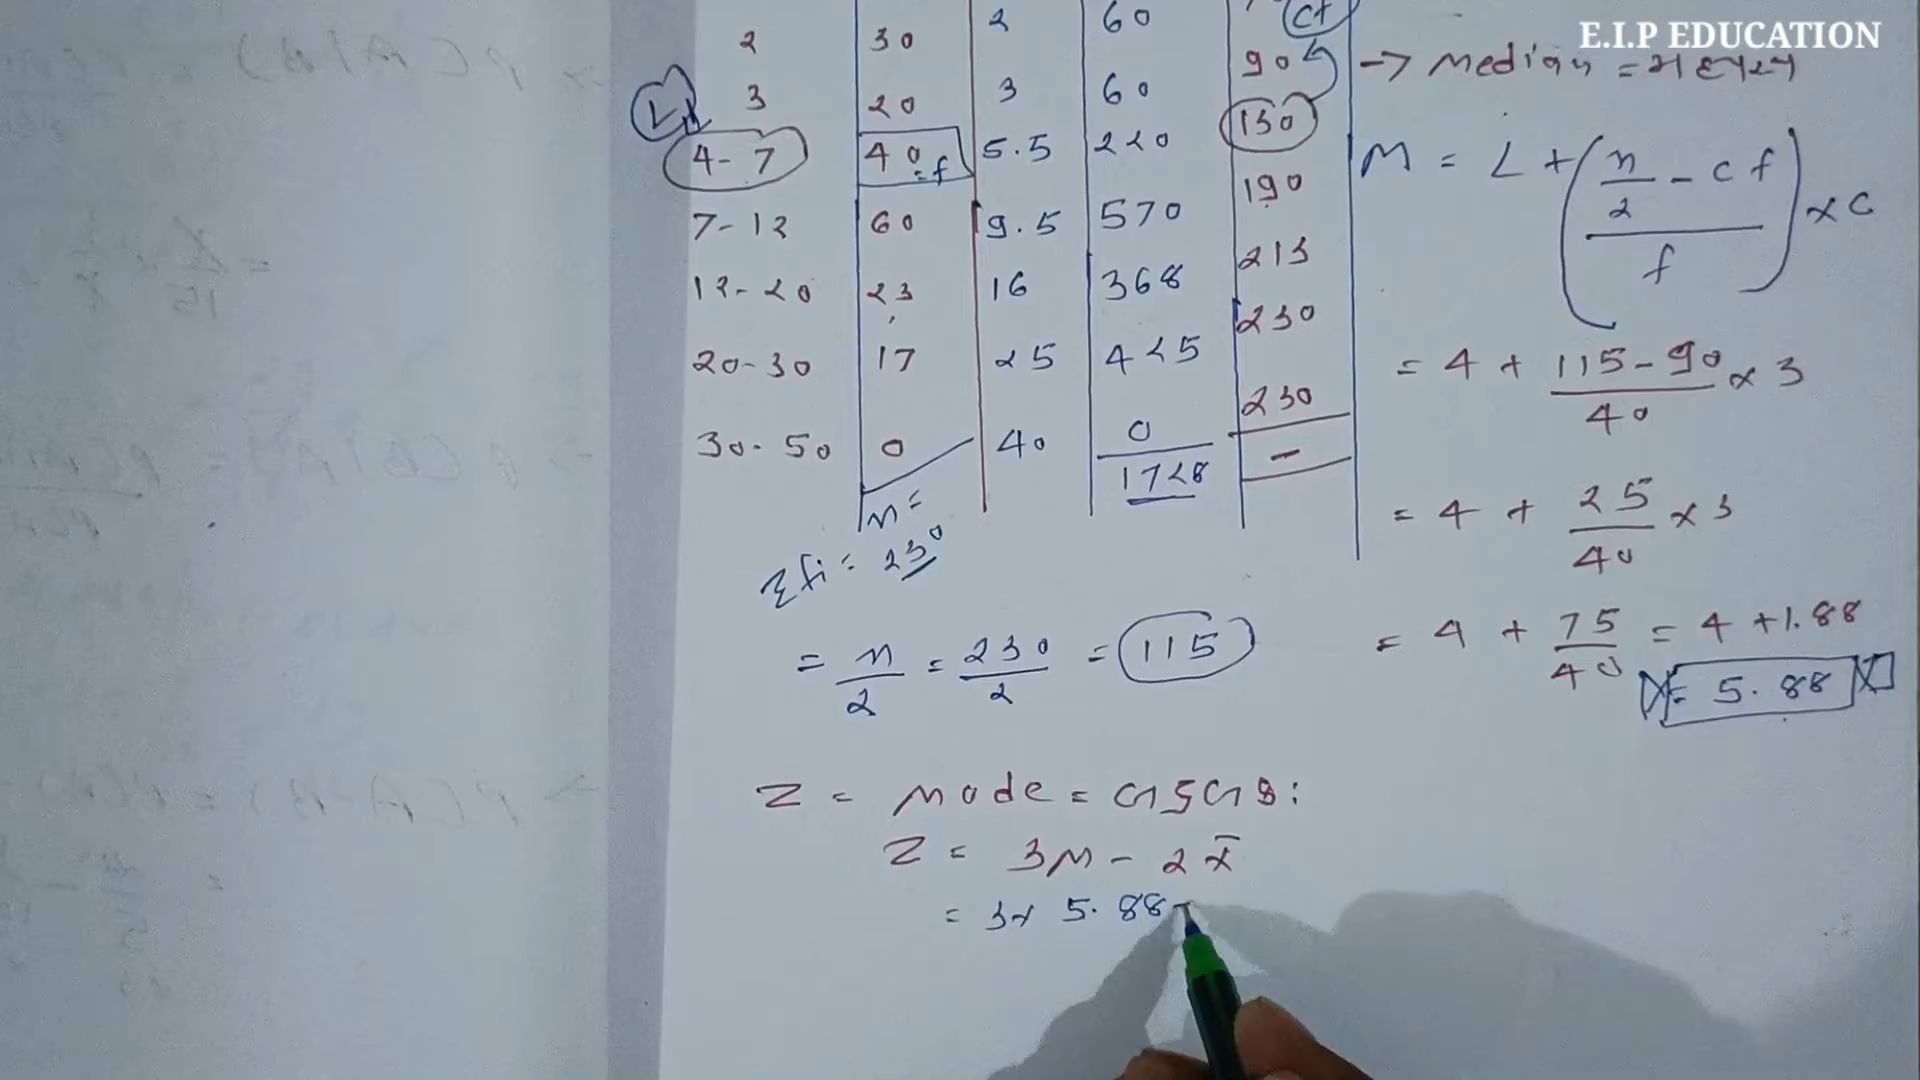 E.I.P EDUCATION
cf
2 30 2 60
3 20 3 60 90
L
4-7 40 =f 5.5 220 130
7-12 60 9.5 570 190
12-20 23 16 368 213
20-30 17 25 425 230
30-50 0 40 0 230
1728 -
n =
Σfi = 230
= n/2 = 230/2 = 115
→ Median = મધ્યસ્થ
M = L + (n/2 - cf / f) × c
= 4 + 115-90/40 × 3
= 4 + 25/40 × 3
= 4 + 75/40 = 4 + 1.88
= 5.88
Z = Mode = બહુલક :
Z = 3M - 2x̄
= 3× 5.88 -